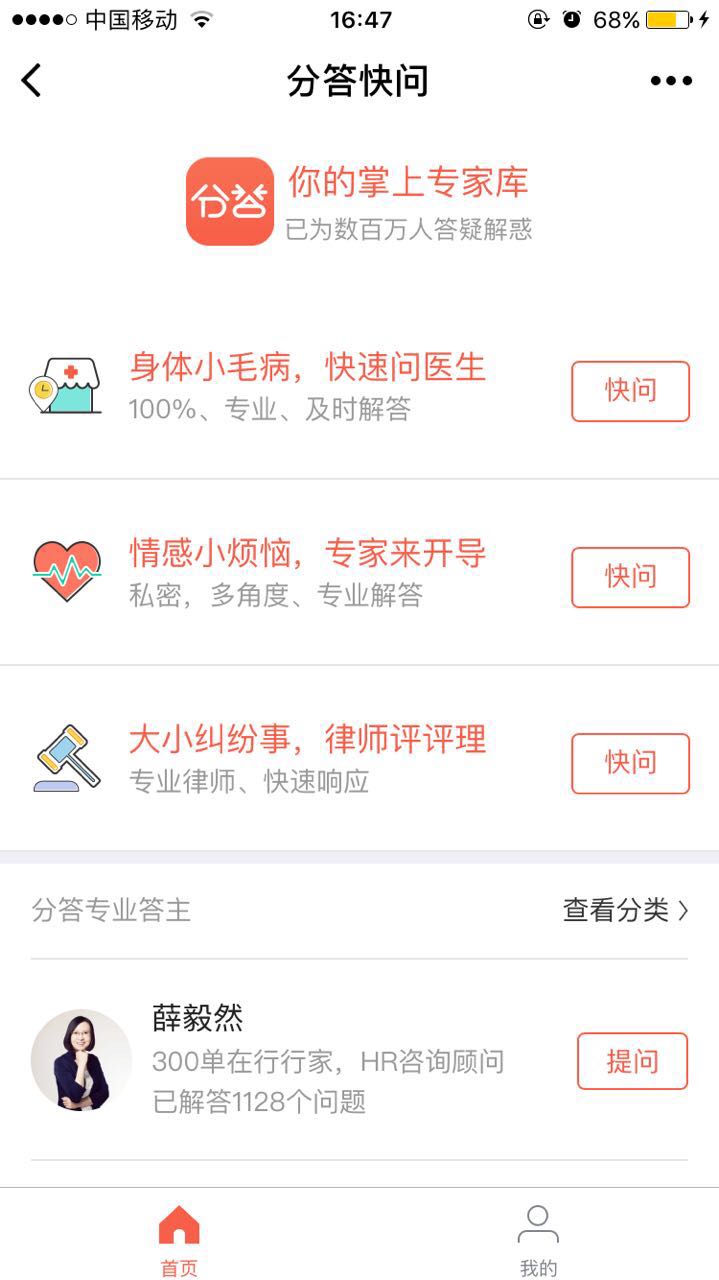 中国移动 16:47 68%
分答快问
分答
你的掌上专家库
已为数百万人答疑解惑
身体小毛病，快速问医生
100%、专业、及时解答
快问
情感小烦恼，专家来开导
私密，多角度、专业解答
快问
大小纠纷事，律师评评理
专业律师、快速响应
快问
分答专业答主 查看分类
薛毅然
300单在行行家，HR咨询顾问
已解答1128个问题
提问
首页 我的